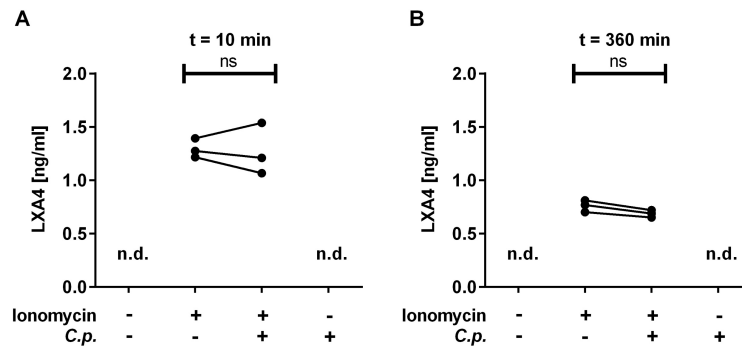 A
t = 10 min
ns
2.0
1.5
1.0
0.5
0.0
LXA4 [ng/ml]
n.d.
n.d.
Ionomycin - + + -
C.p. - - + +
B
t = 360 min
ns
2.0
1.5
1.0
0.5
0.0
LXA4 [ng/ml]
n.d.
n.d.
Ionomycin - + + -
C.p. - - + +